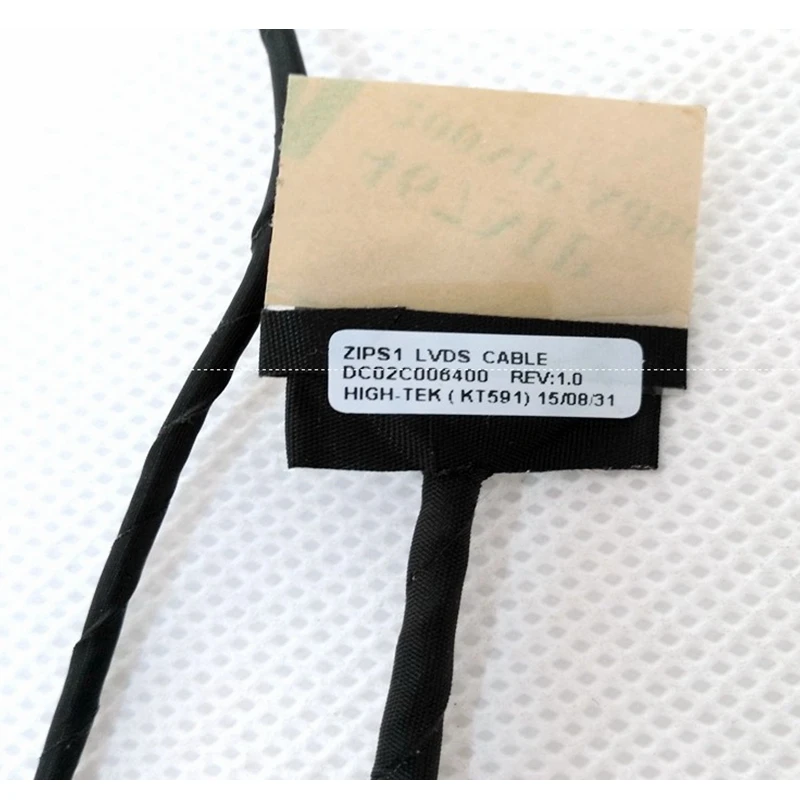 ZIPS1 LVDS CABLE
DC02C006400 REV:1.0
HIGH-TEK ( KT591) 15/08/31